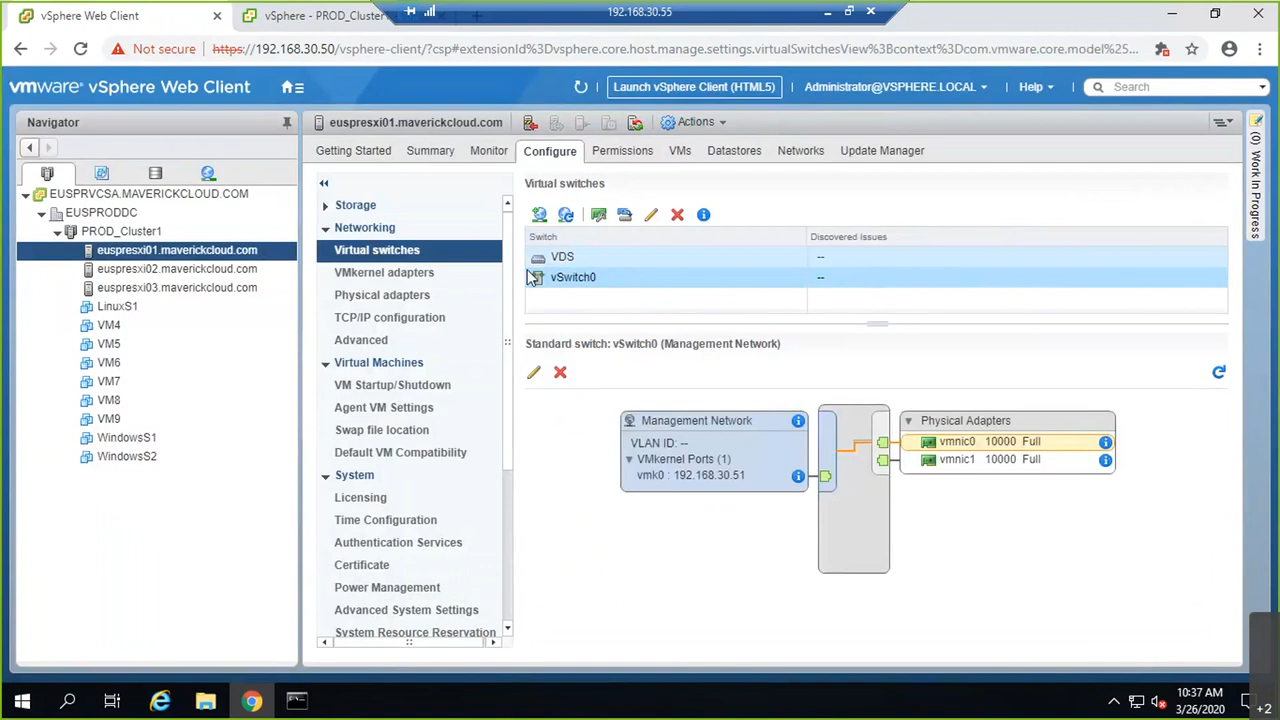 vSphere Web Client
vSphere - PROD_Cluster
192.168.30.55
Not secure
https://192.168.30.50/vsphere-client/?csp#extensionId%3Dvsphere.core.host.manage.settings.virtualSwitchesView%3Bcontext%3Dcom.vmware.core.model%...
vmware® vSphere Web Client
Launch vSphere Client (HTML5)
Administrator@VSPHERE.LOCAL
Help
Search
Navigator
EUSPRVCSA.MAVERICKCLOUD.COM
EUSPRODDC
PROD_Cluster1
euspresxi01.maverickcloud.com
euspresxi02.maverickcloud.com
euspresxi03.maverickcloud.com
LinuxS1
VM4
VM5
VM6
VM7
VM8
VM9
WindowsS1
WindowsS2
euspresxi01.maverickcloud.com
Actions
Getting Started
Summary
Monitor
Configure
Permissions
VMs
Datastores
Networks
Update Manager
Storage
Networking
Virtual switches
VMkernel adapters
Physical adapters
TCP/IP configuration
Advanced
Virtual Machines
VM Startup/Shutdown
Agent VM Settings
Swap file location
Default VM Compatibility
System
Licensing
Time Configuration
Authentication Services
Certificate
Power Management
Advanced System Settings
System Resource Reservation
Virtual switches
Switch
Discovered Issues
VDS
--
vSwitch0
--
Standard switch: vSwitch0 (Management Network)
Management Network
VLAN ID: --
VMkernel Ports (1)
vmk0 : 192.168.30.51
Physical Adapters
vmnic0 10000 Full
vmnic1 10000 Full
(0) Work In Progress
10:37 AM
3/26/2020
+2